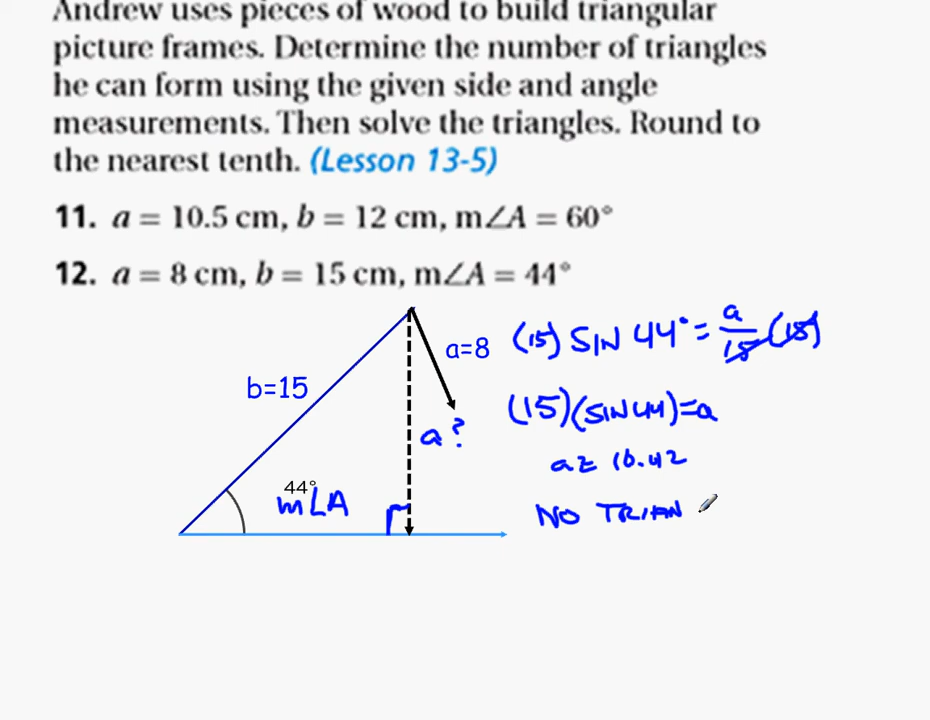 Andrew uses pieces of wood to build triangular
picture frames. Determine the number of triangles
he can form using the given side and angle
measurements. Then solve the triangles. Round to
the nearest tenth. (Lesson 13-5)
11. a = 10.5 cm, b = 12 cm, m∠A = 60°
12. a = 8 cm, b = 15 cm, m∠A = 44°
(15) SIN 44° = a/15 (15)
a=8
b=15
(15)(SIN 44)=a
a?
a≈ 10.42
44°
m∠A
NO TRIAN